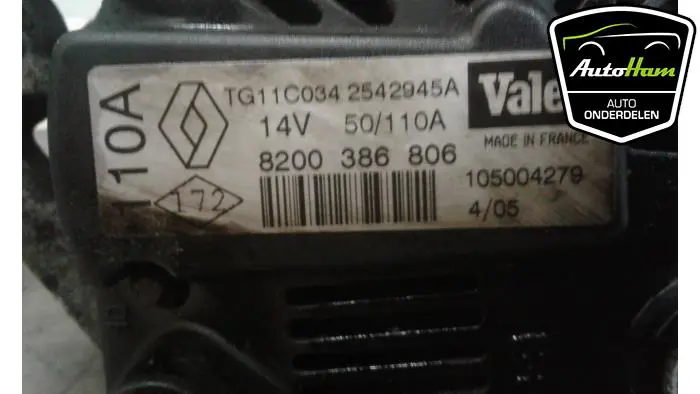 110A
TG11C034 2542945A
14V 50/110A
8200 386 806
172
Vale
MADE IN FRANCE
105004279
4/05
AutoHam
AUTO
ONDERDELEN